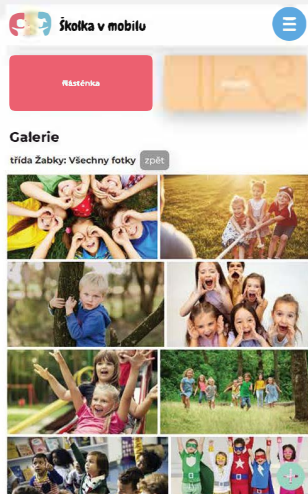 Školka v mobilu
Nástěnka
Galerie
třída Žabky: Všechny fotky zpět